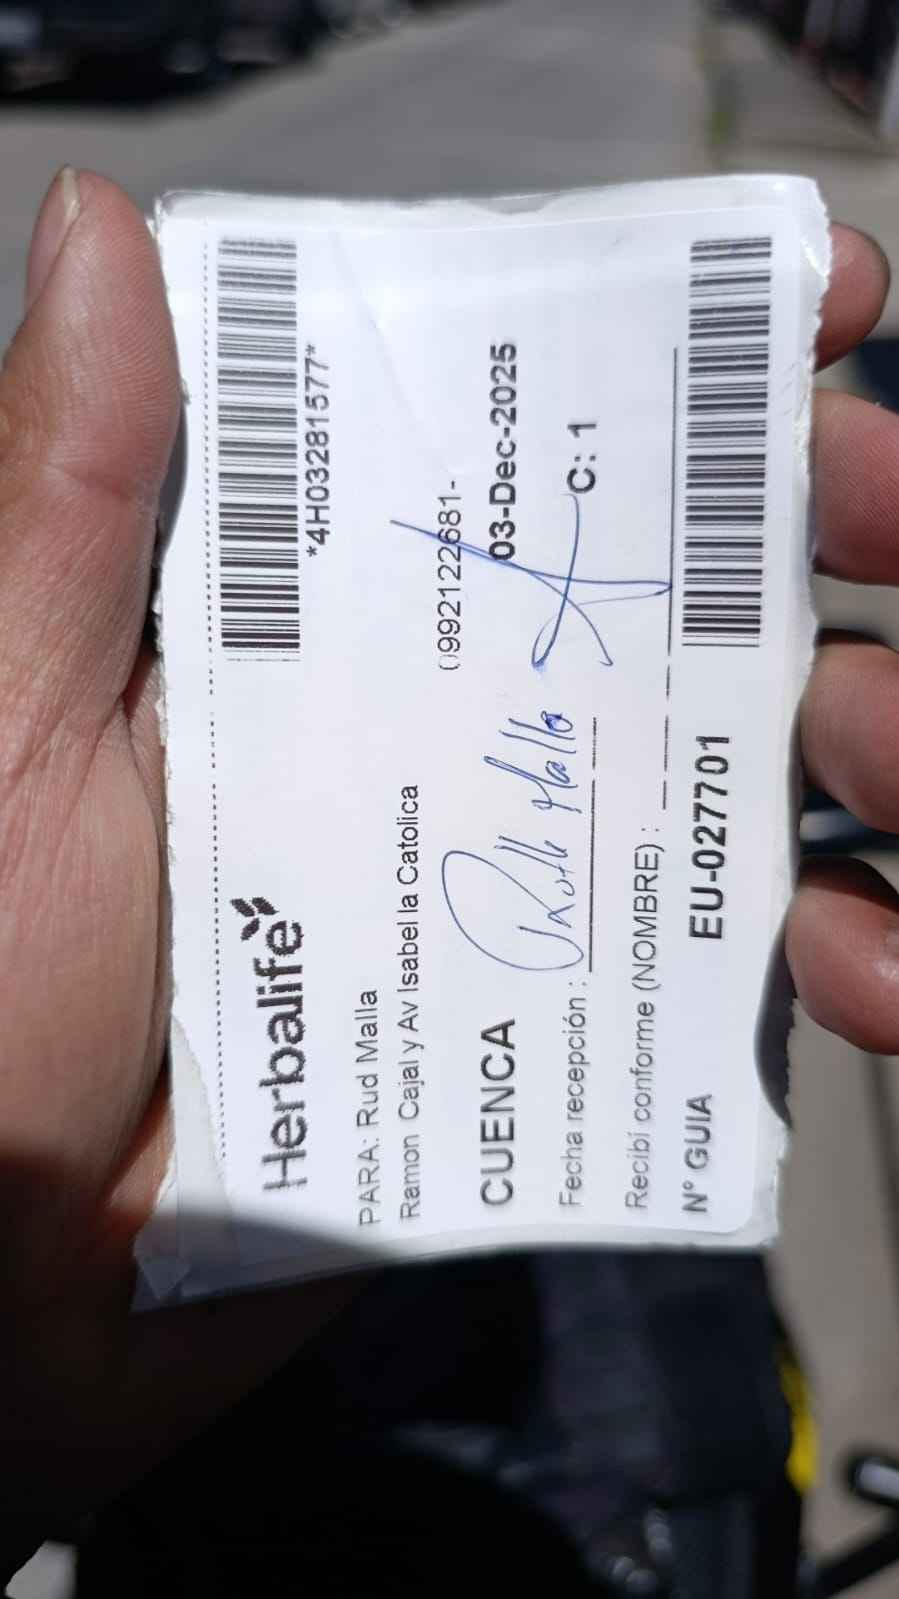 *4H03281577*
Herbalife
PARA: Rud Malla
Ramon Cajal y Av Isabel la Catolica
0992122681-
CUENCA
03-Dec-2025
Fecha recepción :
C: 1
Recibí conforme (NOMBRE) :
N° GUIA EU-027701